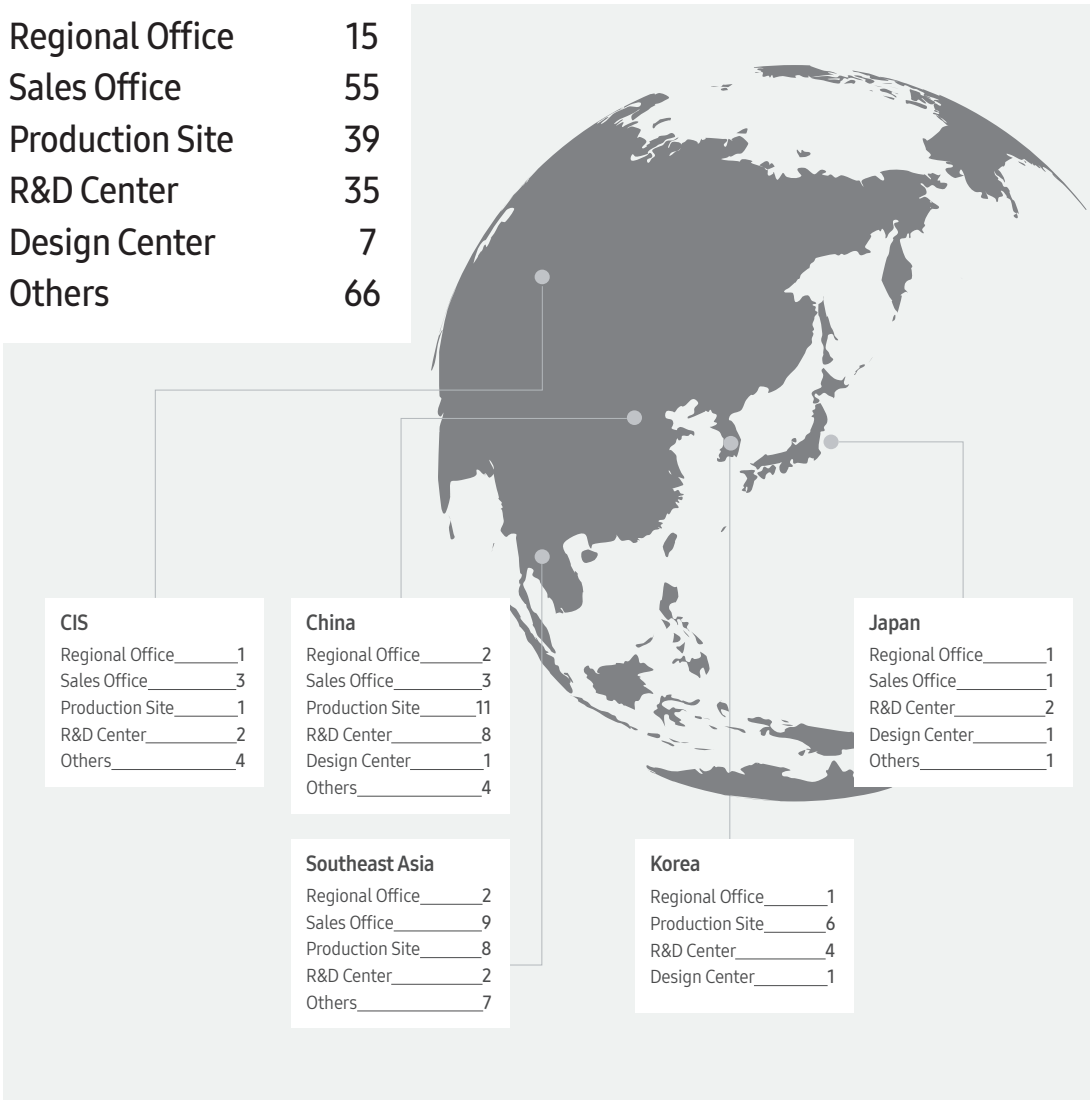 Regional Office 15
Sales Office 55
Production Site 39
R&D Center 35
Design Center 7
Others 66
CIS
Regional Office 1
Sales Office 3
Production Site 1
R&D Center 2
Others 4
China
Regional Office 2
Sales Office 3
Production Site 11
R&D Center 8
Design Center 1
Others 4
Japan
Regional Office 1
Sales Office 1
R&D Center 2
Design Center 1
Others 1
Southeast Asia
Regional Office 2
Sales Office 9
Production Site 8
R&D Center 2
Others 7
Korea
Regional Office 1
Production Site 6
R&D Center 4
Design Center 1